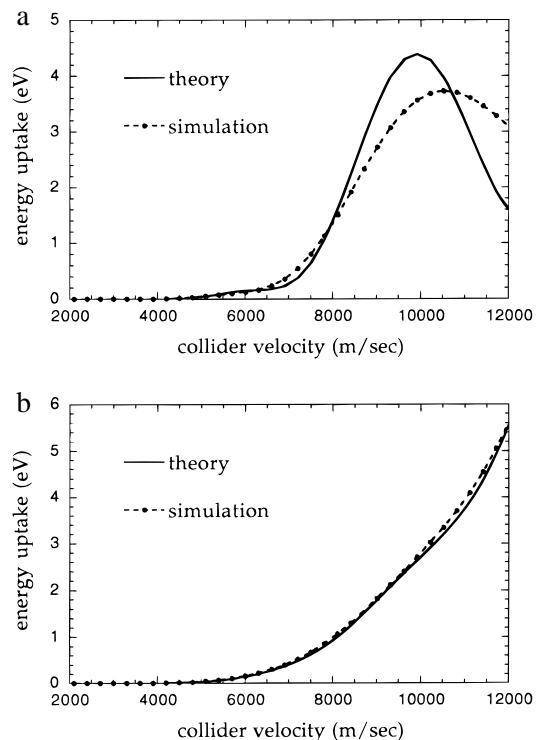 a
5
4
3
2
1
0
energy uptake (eV)
theory
simulation
2000 4000 6000 8000 10000 12000
collider velocity (m/sec)
b
6
5
4
3
2
1
0
energy uptake (eV)
theory
simulation
2000 4000 6000 8000 10000 12000
collider velocity (m/sec)